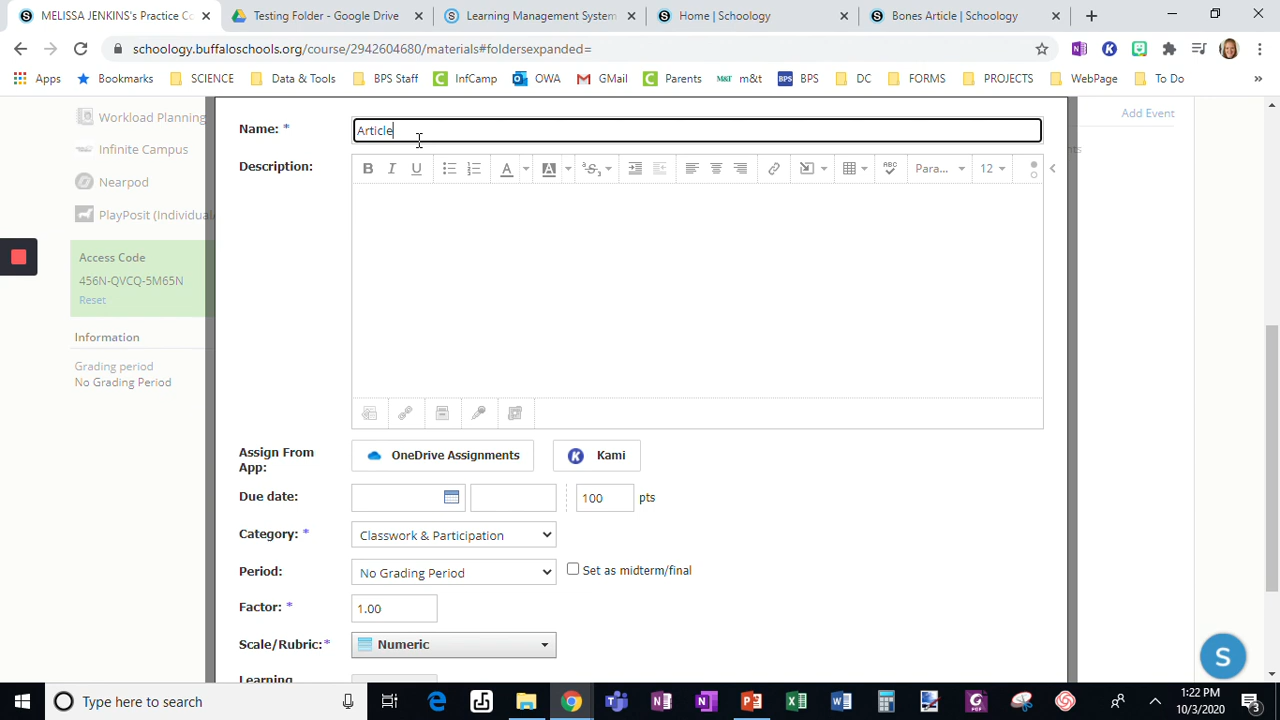 MELISSA JENKINS's Practice Co
Testing Folder - Google Drive
Learning Management System
Home | Schoology
Bones Article | Schoology
schoology.buffaloschools.org/course/2942604680/materials#foldersexpanded=
Apps
Bookmarks
SCIENCE
Data & Tools
BPS Staff
InfCamp
OWA
GMail
Parents
m&t
BPS
DC
FORMS
PROJECTS
WebPage
To Do
Workload Planning
Infinite Campus
Nearpod
PlayPosit (Individual
Access Code
456N-QVCQ-5M65N
Reset
Information
Grading period
No Grading Period
Add Event
Name: *
Article
Description:
B I U
A
A
Para...
12
Assign From
App:
OneDrive Assignments
Kami
Due date:
100
pts
Category: *
Classwork & Participation
Period:
No Grading Period
Set as midterm/final
Factor: *
1.00
Scale/Rubric:*
Numeric
Learning
S
Type here to search
1:22 PM
10/3/2020